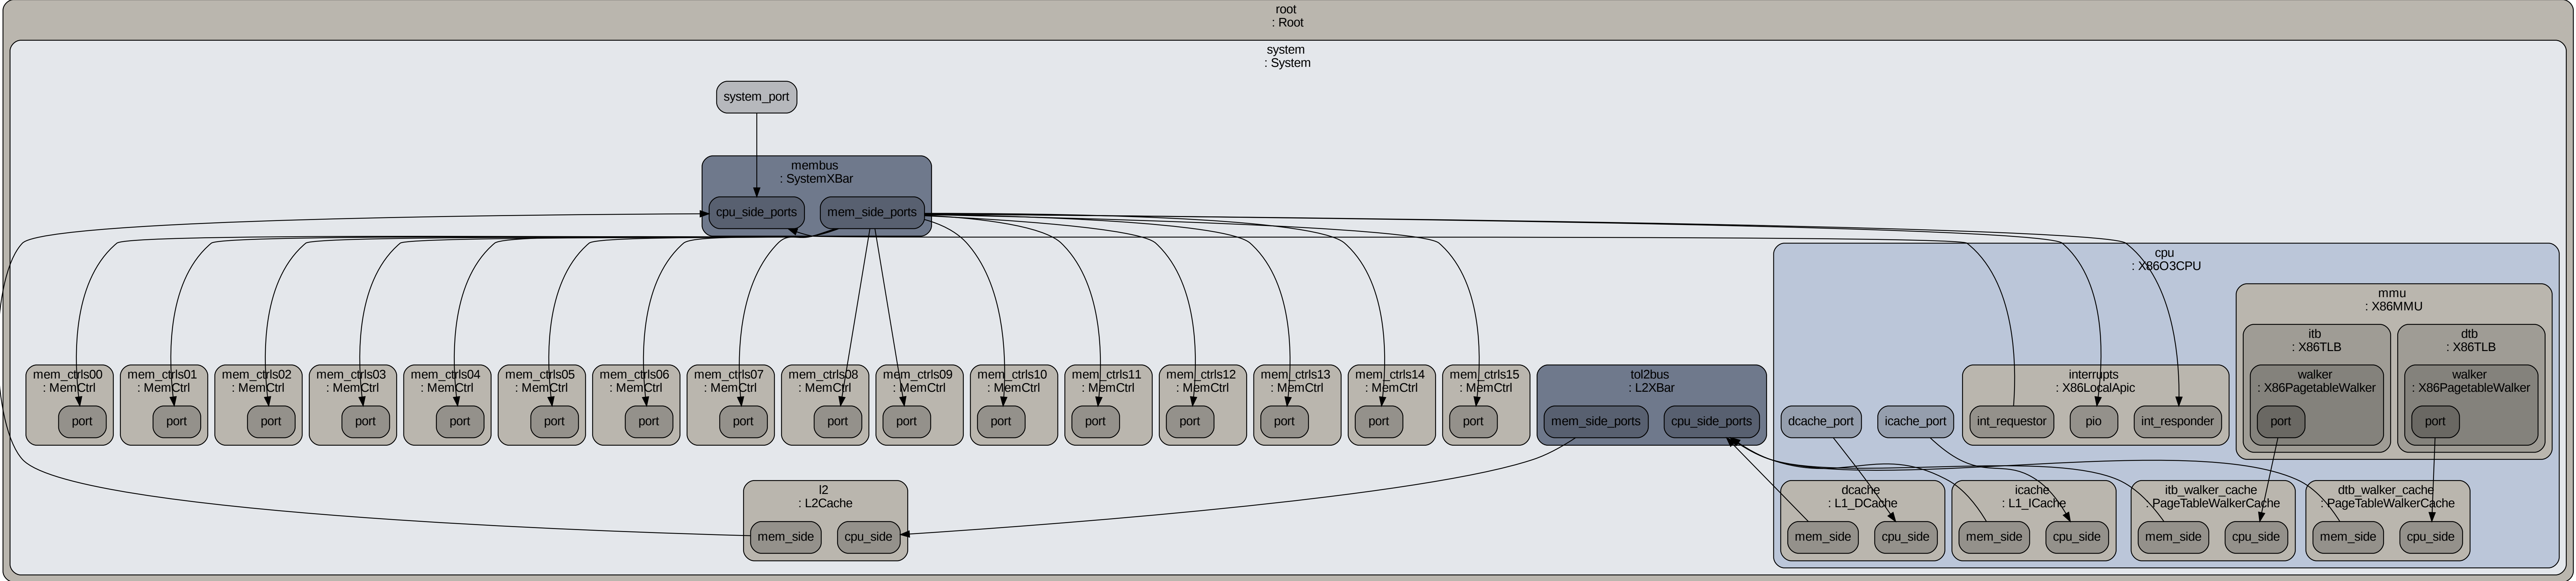 root
: Root
system
: System
system_port
membus
: SystemXBar
cpu_side_ports
mem_side_ports
cpu
: X86O3CPU
mmu
: X86MMU
itb
: X86TLB
dtb
: X86TLB
mem_ctrls00
: MemCtrl
port
mem_ctrls01
: MemCtrl
port
mem_ctrls02
: MemCtrl
port
mem_ctrls03
: MemCtrl
port
mem_ctrls04
: MemCtrl
port
mem_ctrls05
: MemCtrl
port
mem_ctrls06
: MemCtrl
port
mem_ctrls07
: MemCtrl
port
mem_ctrls08
: MemCtrl
port
mem_ctrls09
: MemCtrl
port
mem_ctrls10
: MemCtrl
port
mem_ctrls11
: MemCtrl
port
mem_ctrls12
: MemCtrl
port
mem_ctrls13
: MemCtrl
port
mem_ctrls14
: MemCtrl
port
mem_ctrls15
: MemCtrl
port
tol2bus
: L2XBar
mem_side_ports
cpu_side_ports
dcache_port
icache_port
interrupts
: X86LocalApic
int_requestor
pio
int_responder
walker
: X86PagetableWalker
port
walker
: X86PagetableWalker
port
l2
: L2Cache
mem_side
cpu_side
dcache
: L1_DCache
mem_side
cpu_side
icache
: L1_ICache
mem_side
cpu_side
itb_walker_cache
: PageTableWalkerCache
mem_side
cpu_side
dtb_walker_cache
: PageTableWalkerCache
mem_side
cpu_side